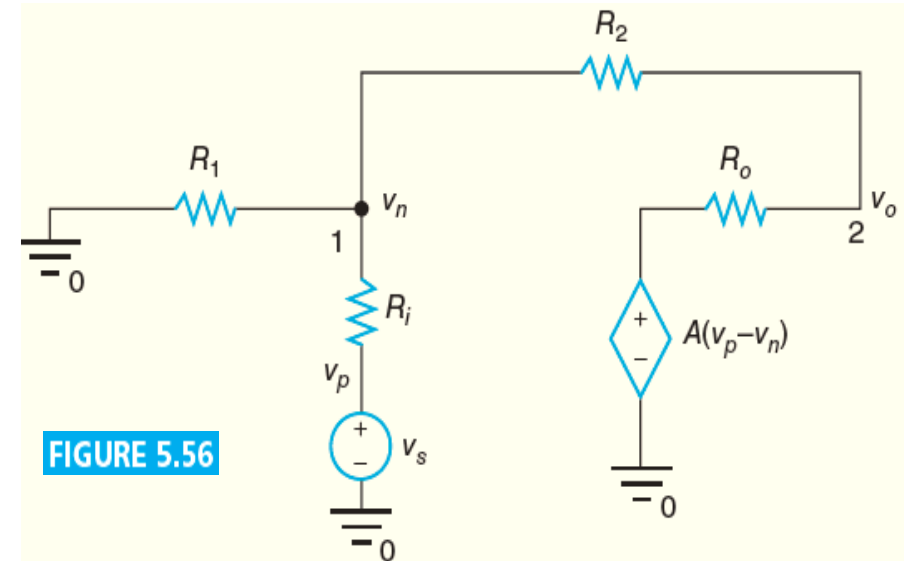 R2
R1
Ro
vn
vo
1
2
0
Ri
+
A(vp–vn)
–
vp
+
vs
FIGURE 5.56
–
0
0